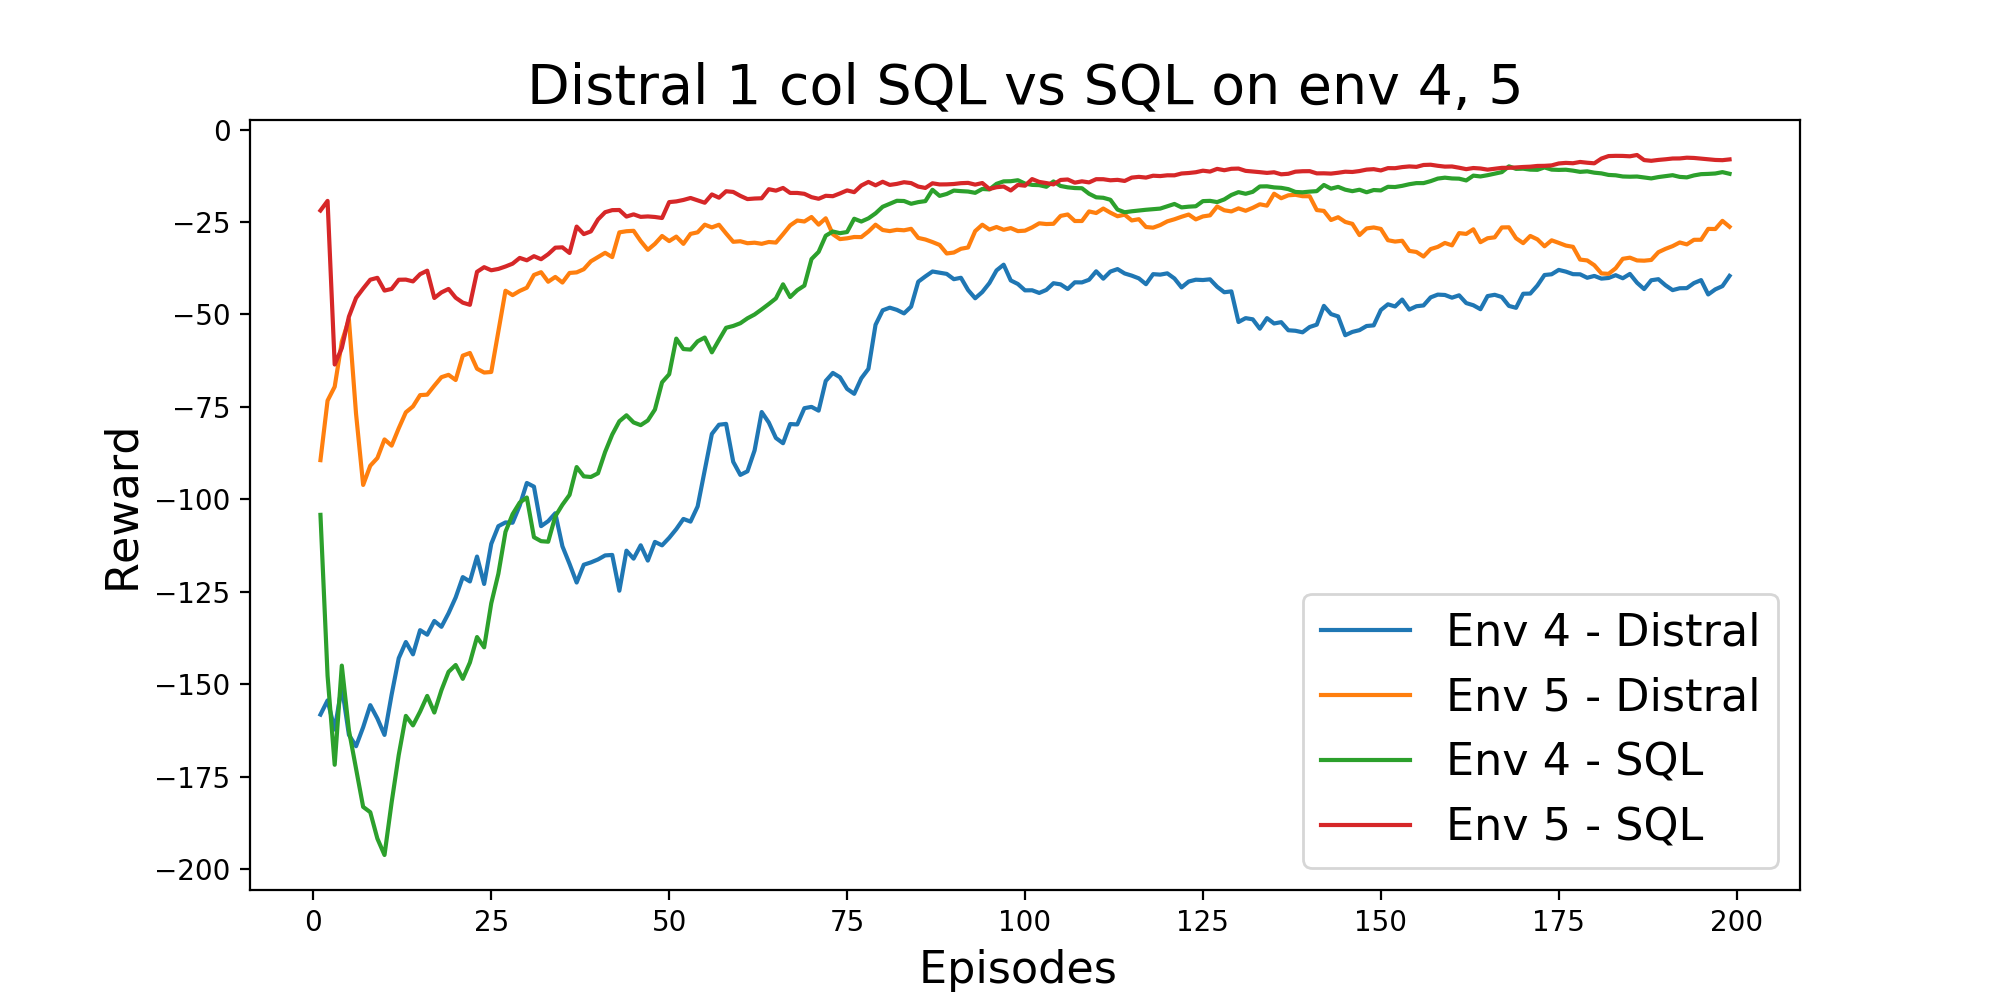 Distral 1 col SQL vs SQL on env 4, 5
0
−25
−50
−75
−100
−125
−150
−175
−200
Reward
Env 4 - Distral
Env 5 - Distral
Env 4 - SQL
Env 5 - SQL
0 25 50 75 100 125 150 175 200
Episodes